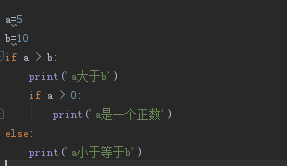 a=5
b=10
if a > b:
    print('a大于b')
    if a > 0:
        print('a是一个正数')
else:
    print('a小于等于b')